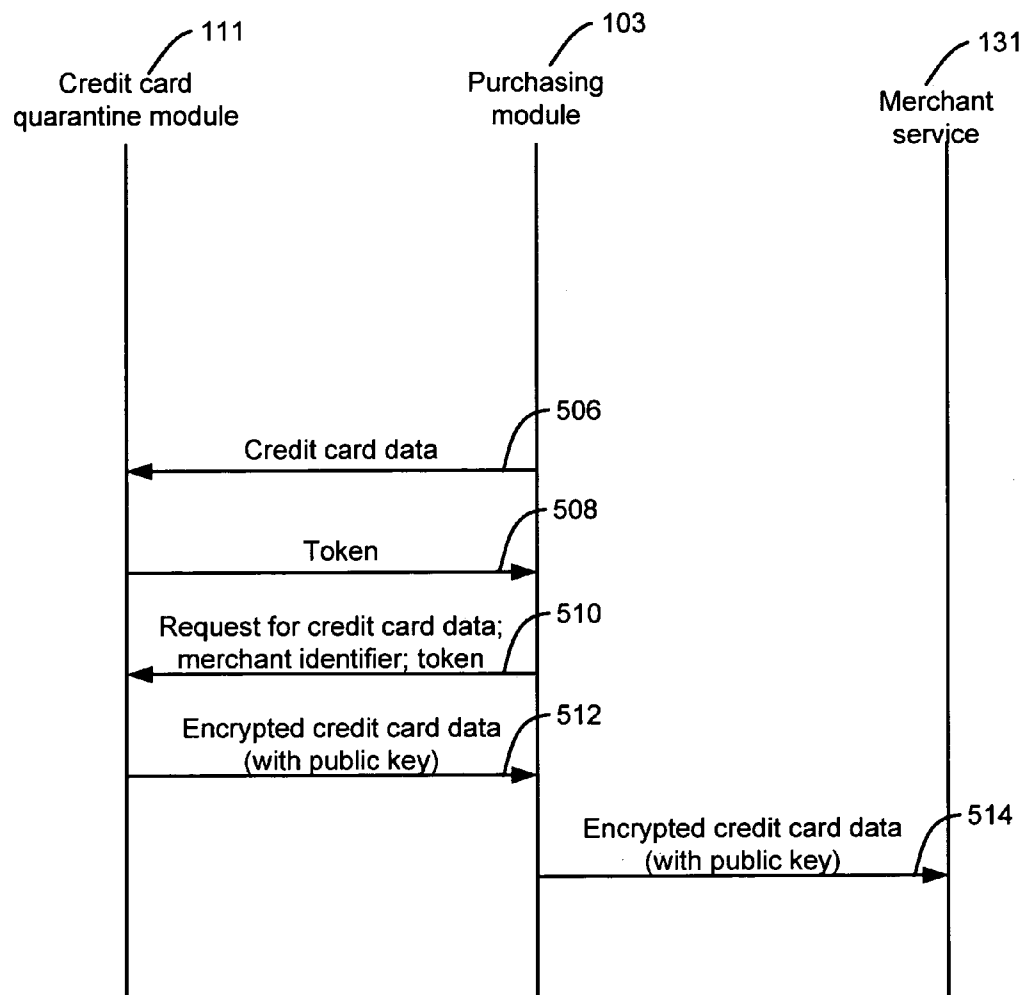 111
103
131
Credit card
quarantine module
Purchasing
module
Merchant
service
506
Credit card data
508
Token
510
Request for credit card data;
merchant identifier; token
512
Encrypted credit card data
(with public key)
514
Encrypted credit card data
(with public key)